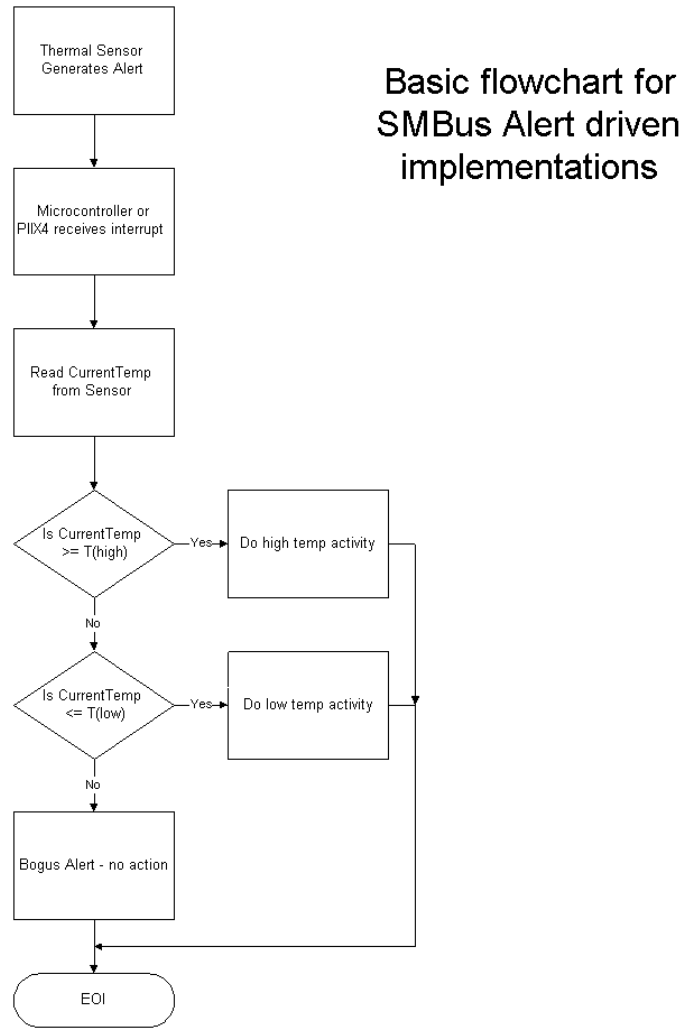 Basic flowchart for
SMBus Alert driven
implementations
Thermal Sensor
Generates Alert
Microcontroller or
PIIX4 receives interrupt
Read CurrentTemp
from Sensor
Is CurrentTemp
>= T(high)
Yes
Do high temp activity
No
Is CurrentTemp
<= T(low)
Yes
Do low temp activity
No
Bogus Alert - no action
EOI